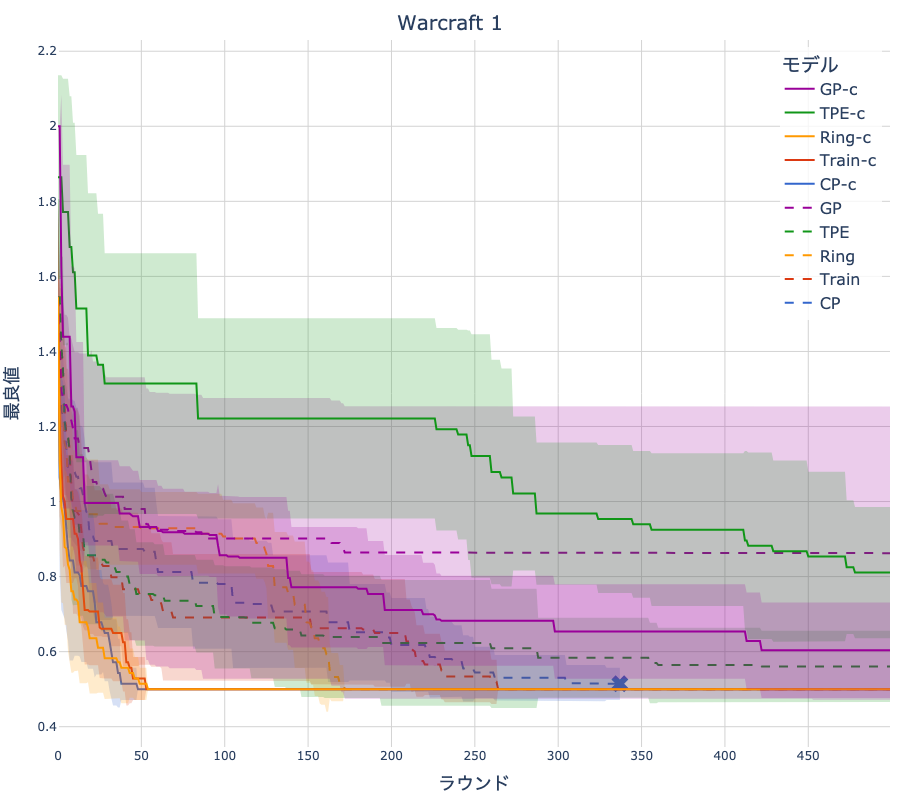 Warcraft 1
モデル
GP-c
TPE-c
Ring-c
Train-c
CP-c
GP
TPE
Ring
Train
CP
最良値
2.2
2
1.8
1.6
1.4
1.2
1
0.8
0.6
0.4
0 50 100 150 200 250 300 350 400 450
ラウンド